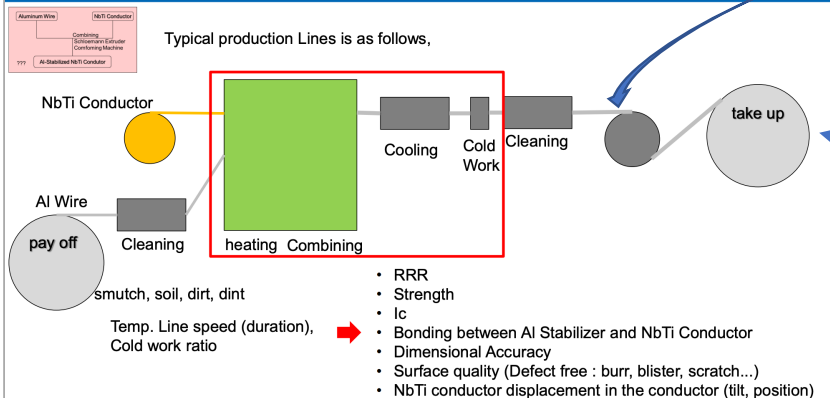 Aluminum Wire
NbTi Conductor
Combining
Schloemann Extruder
Comforning Machine
???
Al-Stabilized NbTi Condutor
Typical production Lines is as follows,
NbTi Conductor
take up
Cooling
Cold
Work
Cleaning
Al Wire
pay off
Cleaning
heating Combining
smutch, soil, dirt, dint
Temp. Line speed (duration),
Cold work ratio
• RRR
• Strength
• Ic
• Bonding between Al Stabilizer and NbTi Conductor
• Dimensional Accuracy
• Surface quality (Defect free : burr, blister, scratch...)
• NbTi conductor displacement in the conductor (tilt, position)